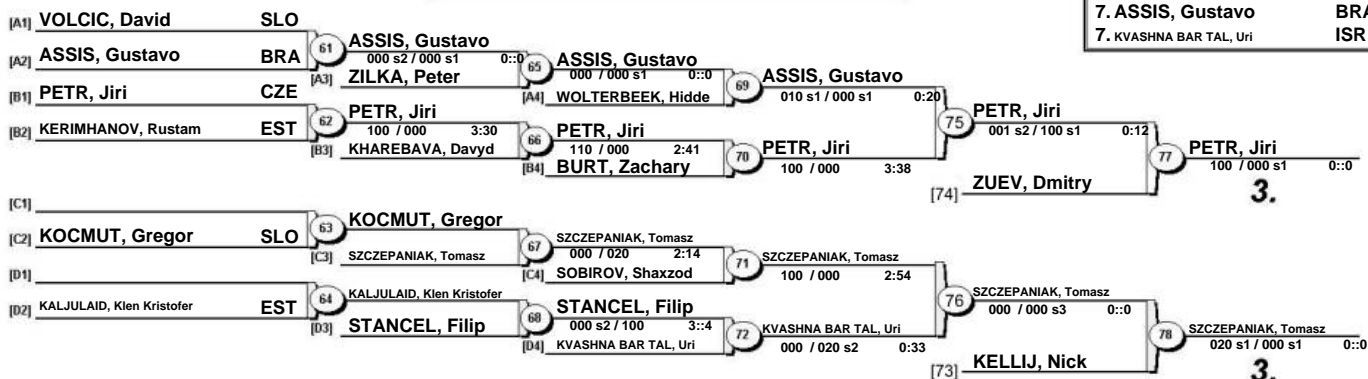 7. ASSIS, Gustavo BRA
7. KVASHNA BAR TAL, Uri ISR
[A1] VOLCIC, David SLO
61 ASSIS, Gustavo
000 s2 / 000 s1 0::0
[A2] ASSIS, Gustavo BRA
65 ASSIS, Gustavo
000 / 000 s1 0::0
[A3] ZILKA, Peter
69 ASSIS, Gustavo
010 s1 / 000 s1 0:20
[A4] WOLTERBEEK, Hidde
[B1] PETR, Jiri CZE
62 PETR, Jiri
100 / 000 3:30
[B2] KERIMHANOV, Rustam EST
[B3] KHAREBAVA, Davyd
66 PETR, Jiri
110 / 000 2:41
[B4] BURT, Zachary
70 PETR, Jiri
100 / 000 3:38
75 PETR, Jiri
001 s2 / 100 s1 0:12
[74] ZUEV, Dmitry
77 PETR, Jiri
100 / 000 s1 0::0
3.
[C1]
63 KOCMUT, Gregor
[C2] KOCMUT, Gregor SLO
[C3] SZCZEPANIAK, Tomasz
67 SZCZEPANIAK, Tomasz
000 / 020 2:14
[C4] SOBIROV, Shaxzod
71 SZCZEPANIAK, Tomasz
100 / 000 2:54
[D1]
64 KALJULAID, Klen Kristofer
[D2] KALJULAID, Klen Kristofer EST
[D3] STANCEL, Filip
68 STANCEL, Filip
000 s2 / 100 3::4
[D4] KVASHNA BAR TAL, Uri
72 KVASHNA BAR TAL, Uri
000 / 020 s2 0:33
76 SZCZEPANIAK, Tomasz
000 / 000 s3 0::0
[73] KELLIJ, Nick
78 SZCZEPANIAK, Tomasz
020 s1 / 000 s1 0::0
3.